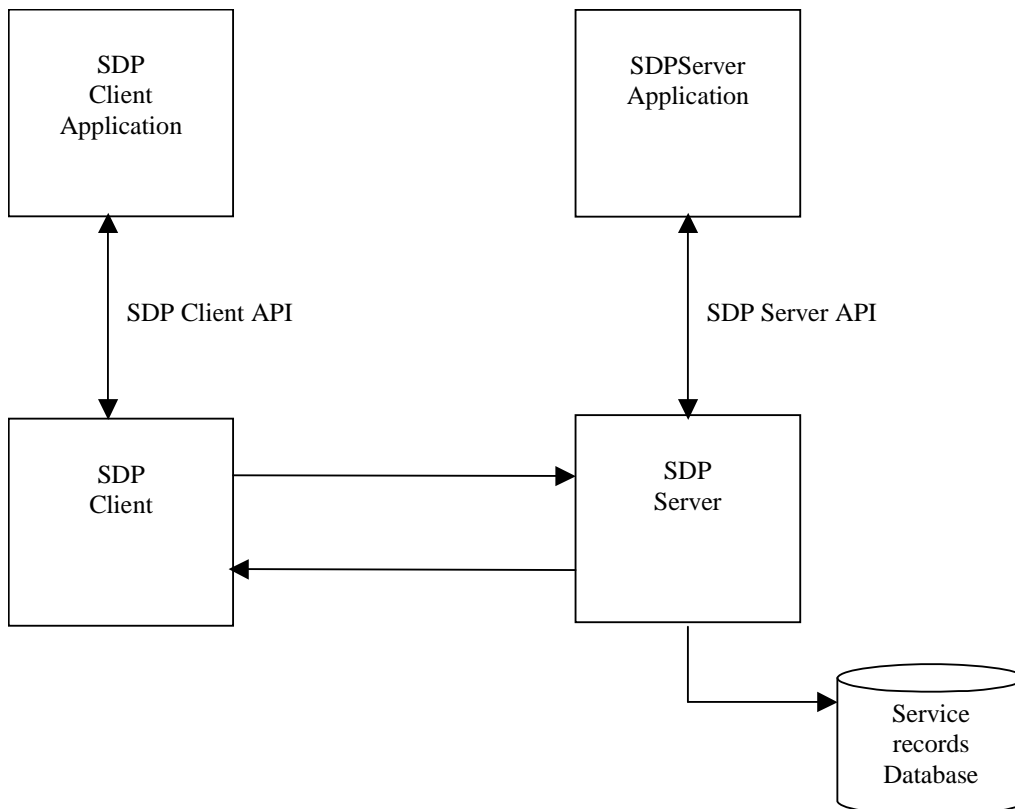 SDP
Client
Application
SDPServer
Application
SDP Client API
SDP Server API
SDP
Client
SDP
Server
Service
records
Database